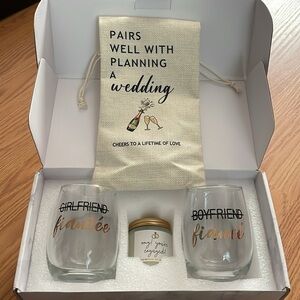 PAIRS
WELL WITH
PLANNING
A
wedding
CHEERS TO A LIFETIME OF LOVE
GIRLFRIEND
fiancée
omg! you're
engaged!
BOYFRIEND
fiancé